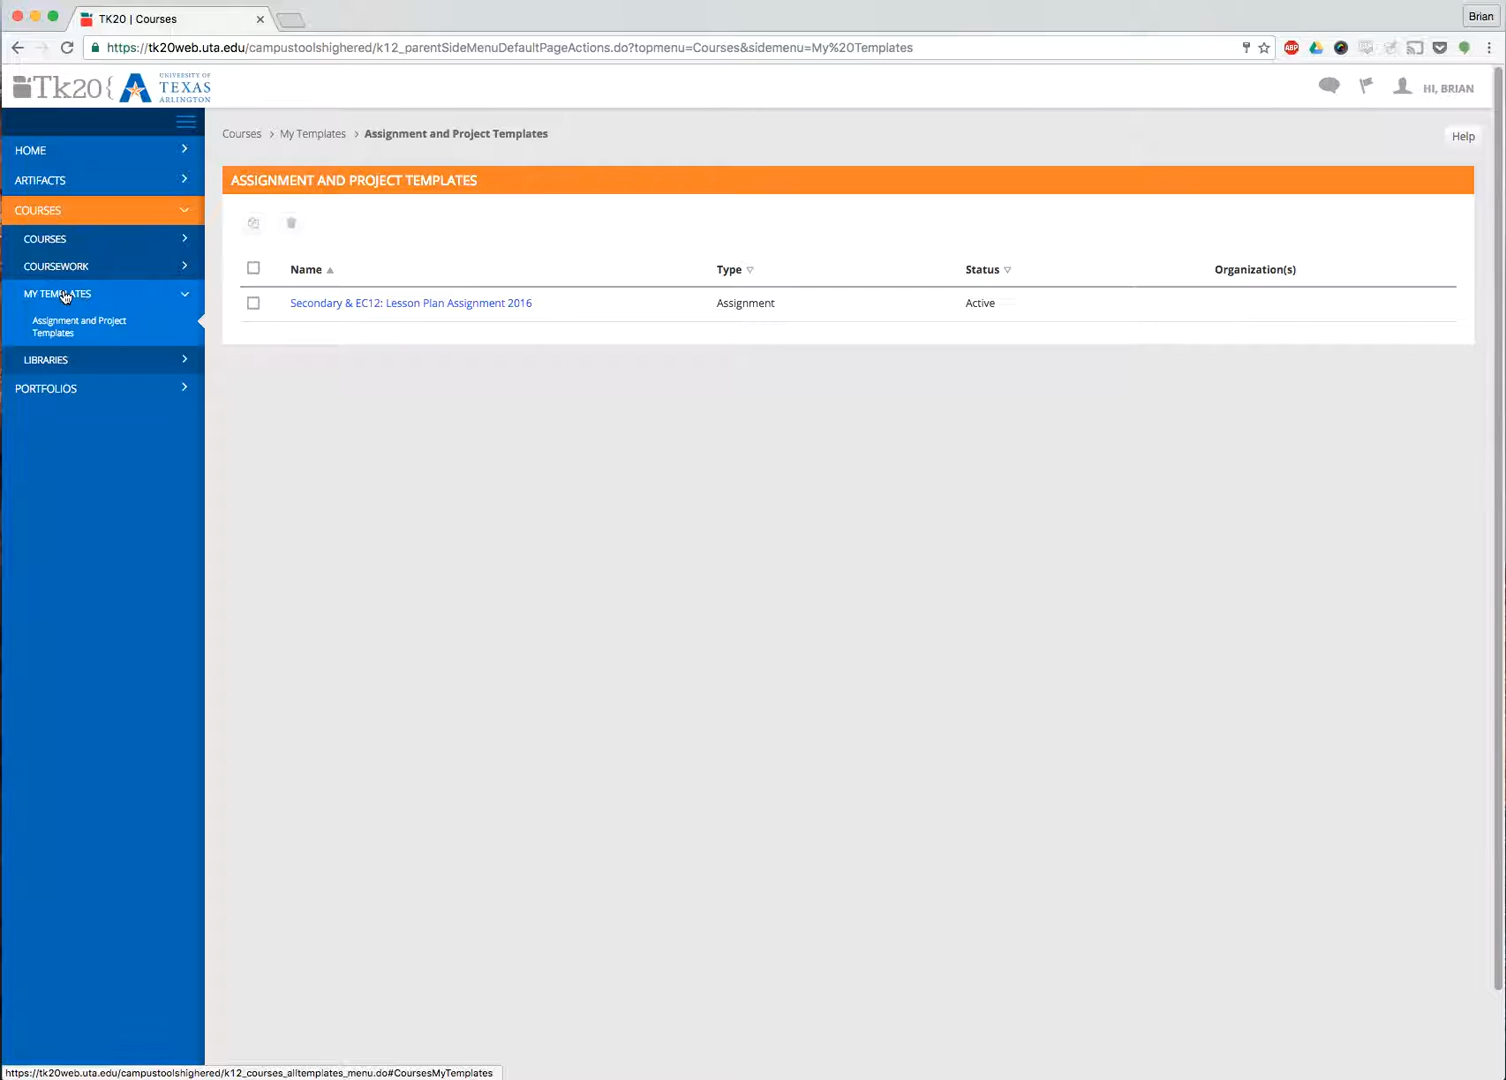 TK20 | Courses
Brian
https://tk20web.uta.edu/campustoolshighered/k12_parentSideMenuDefaultPageActions.do?topmenu=Courses&sidemenu=My%20Templates
ABP
Tk20{
UNIVERSITY OF
TEXAS
ARLINGTON
HI, BRIAN
HOME
ARTIFACTS
COURSES
COURSES
COURSEWORK
MY TEMPLATES
Assignment and Project
Templates
LIBRARIES
PORTFOLIOS
Courses > My Templates > Assignment and Project Templates
Help
ASSIGNMENT AND PROJECT TEMPLATES
Name Type Status Organization(s)
Secondary & EC12: Lesson Plan Assignment 2016 Assignment Active
https://tk20web.uta.edu/campustoolshighered/k12_courses_alltemplates_menu.do#CoursesMyTemplates